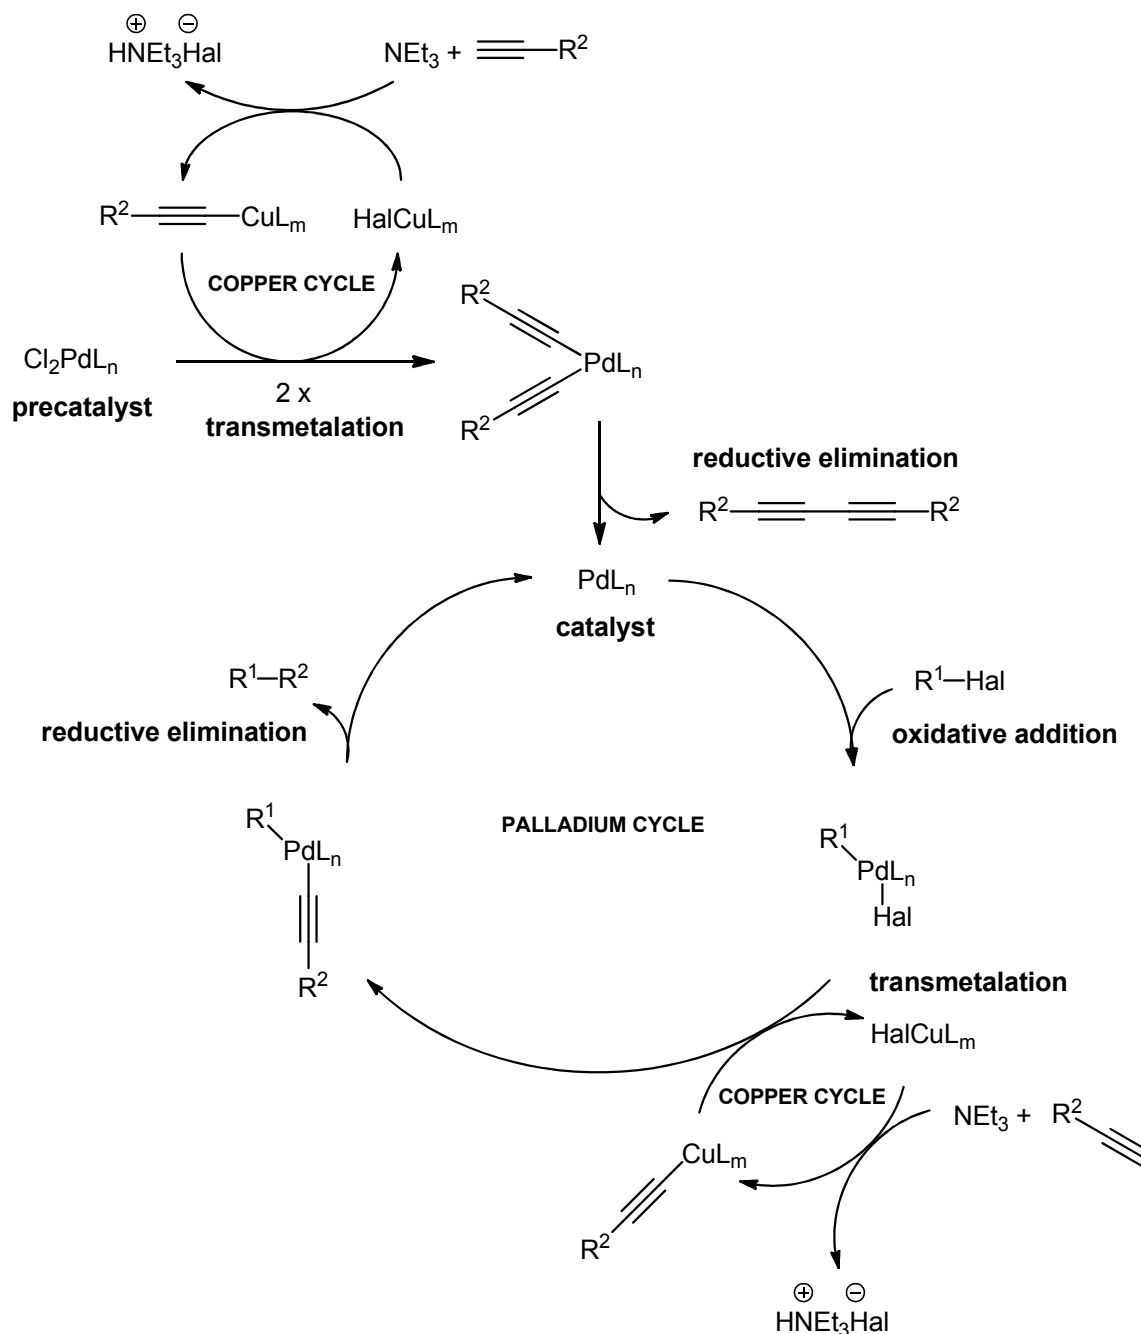 ⊕ ⊖
HNEt₃Hal
NEt₃ + R²
R² CuLₘ
HalCuLₘ
COPPER CYCLE
Cl₂PdLₙ
precatalyst
2 x
transmetalation
R²
PdLₙ
R²
reductive elimination
R² R²
PdLₙ
catalyst
R¹–R²
reductive elimination
R¹–Hal
oxidative addition
PALLADIUM CYCLE
R¹
PdLₙ
R²
R¹
PdLₙ
Hal
transmetalation
HalCuLₘ
COPPER CYCLE
NEt₃ + R²
CuLₘ
R²
⊕ ⊖
HNEt₃Hal